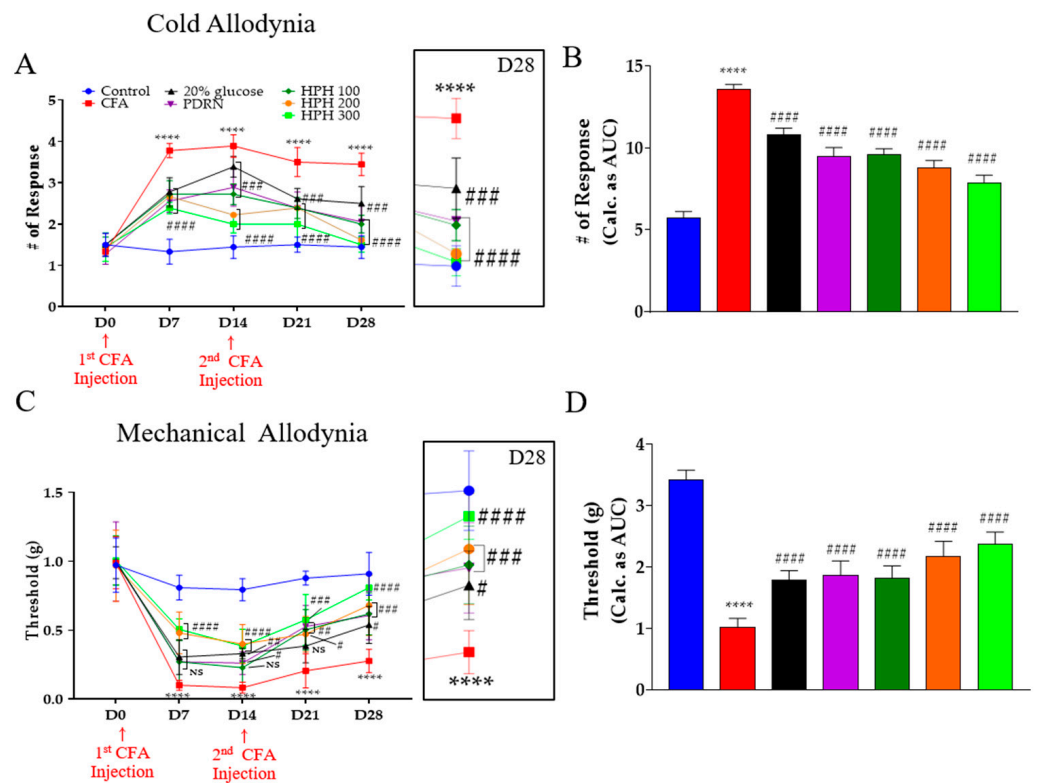 Cold Allodynia
A
Control
CFA
20% glucose
PDRN
HPH 100
HPH 200
HPH 300
# of Response
5
4
3
2
1
0
****
****
****
****
####
###
####
###
####
###
####
D0
D7
D14
D21
D28
1st CFA
Injection
2nd CFA
Injection
D28
****
###
####
B
# of Response
(Calc. as AUC)
15
10
5
0
****
####
####
####
####
####
C
Mechanical Allodynia
Threshold (g)
1.5
1.0
0.5
0.0
####
NS
****
####
##
#
NS
****
###
##
#
NS
****
####
###
#
****
D0
D7
D14
D21
D28
1st CFA
Injection
2nd CFA
Injection
D28
####
###
#
****
D
Threshold (g)
(Calc. as AUC)
4
3
2
1
0
****
####
####
####
####
####